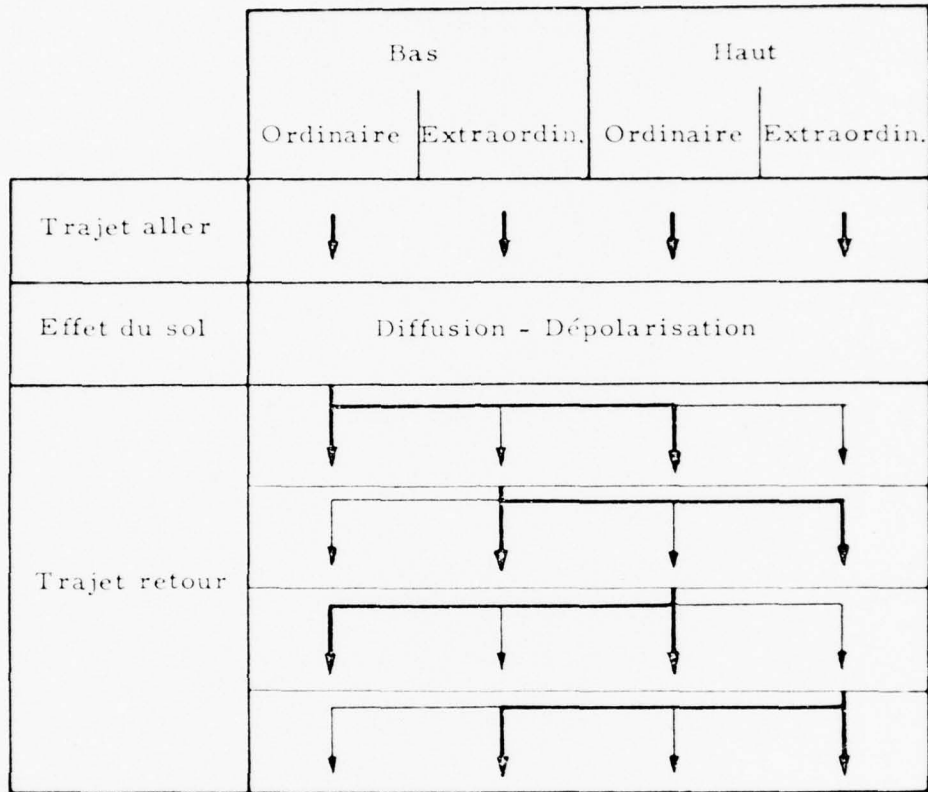 Bas Haut
Ordinaire Extraordin. Ordinaire Extraordin.
Trajet aller
Effet du sol Diffusion - Dépolarisation
Trajet retour